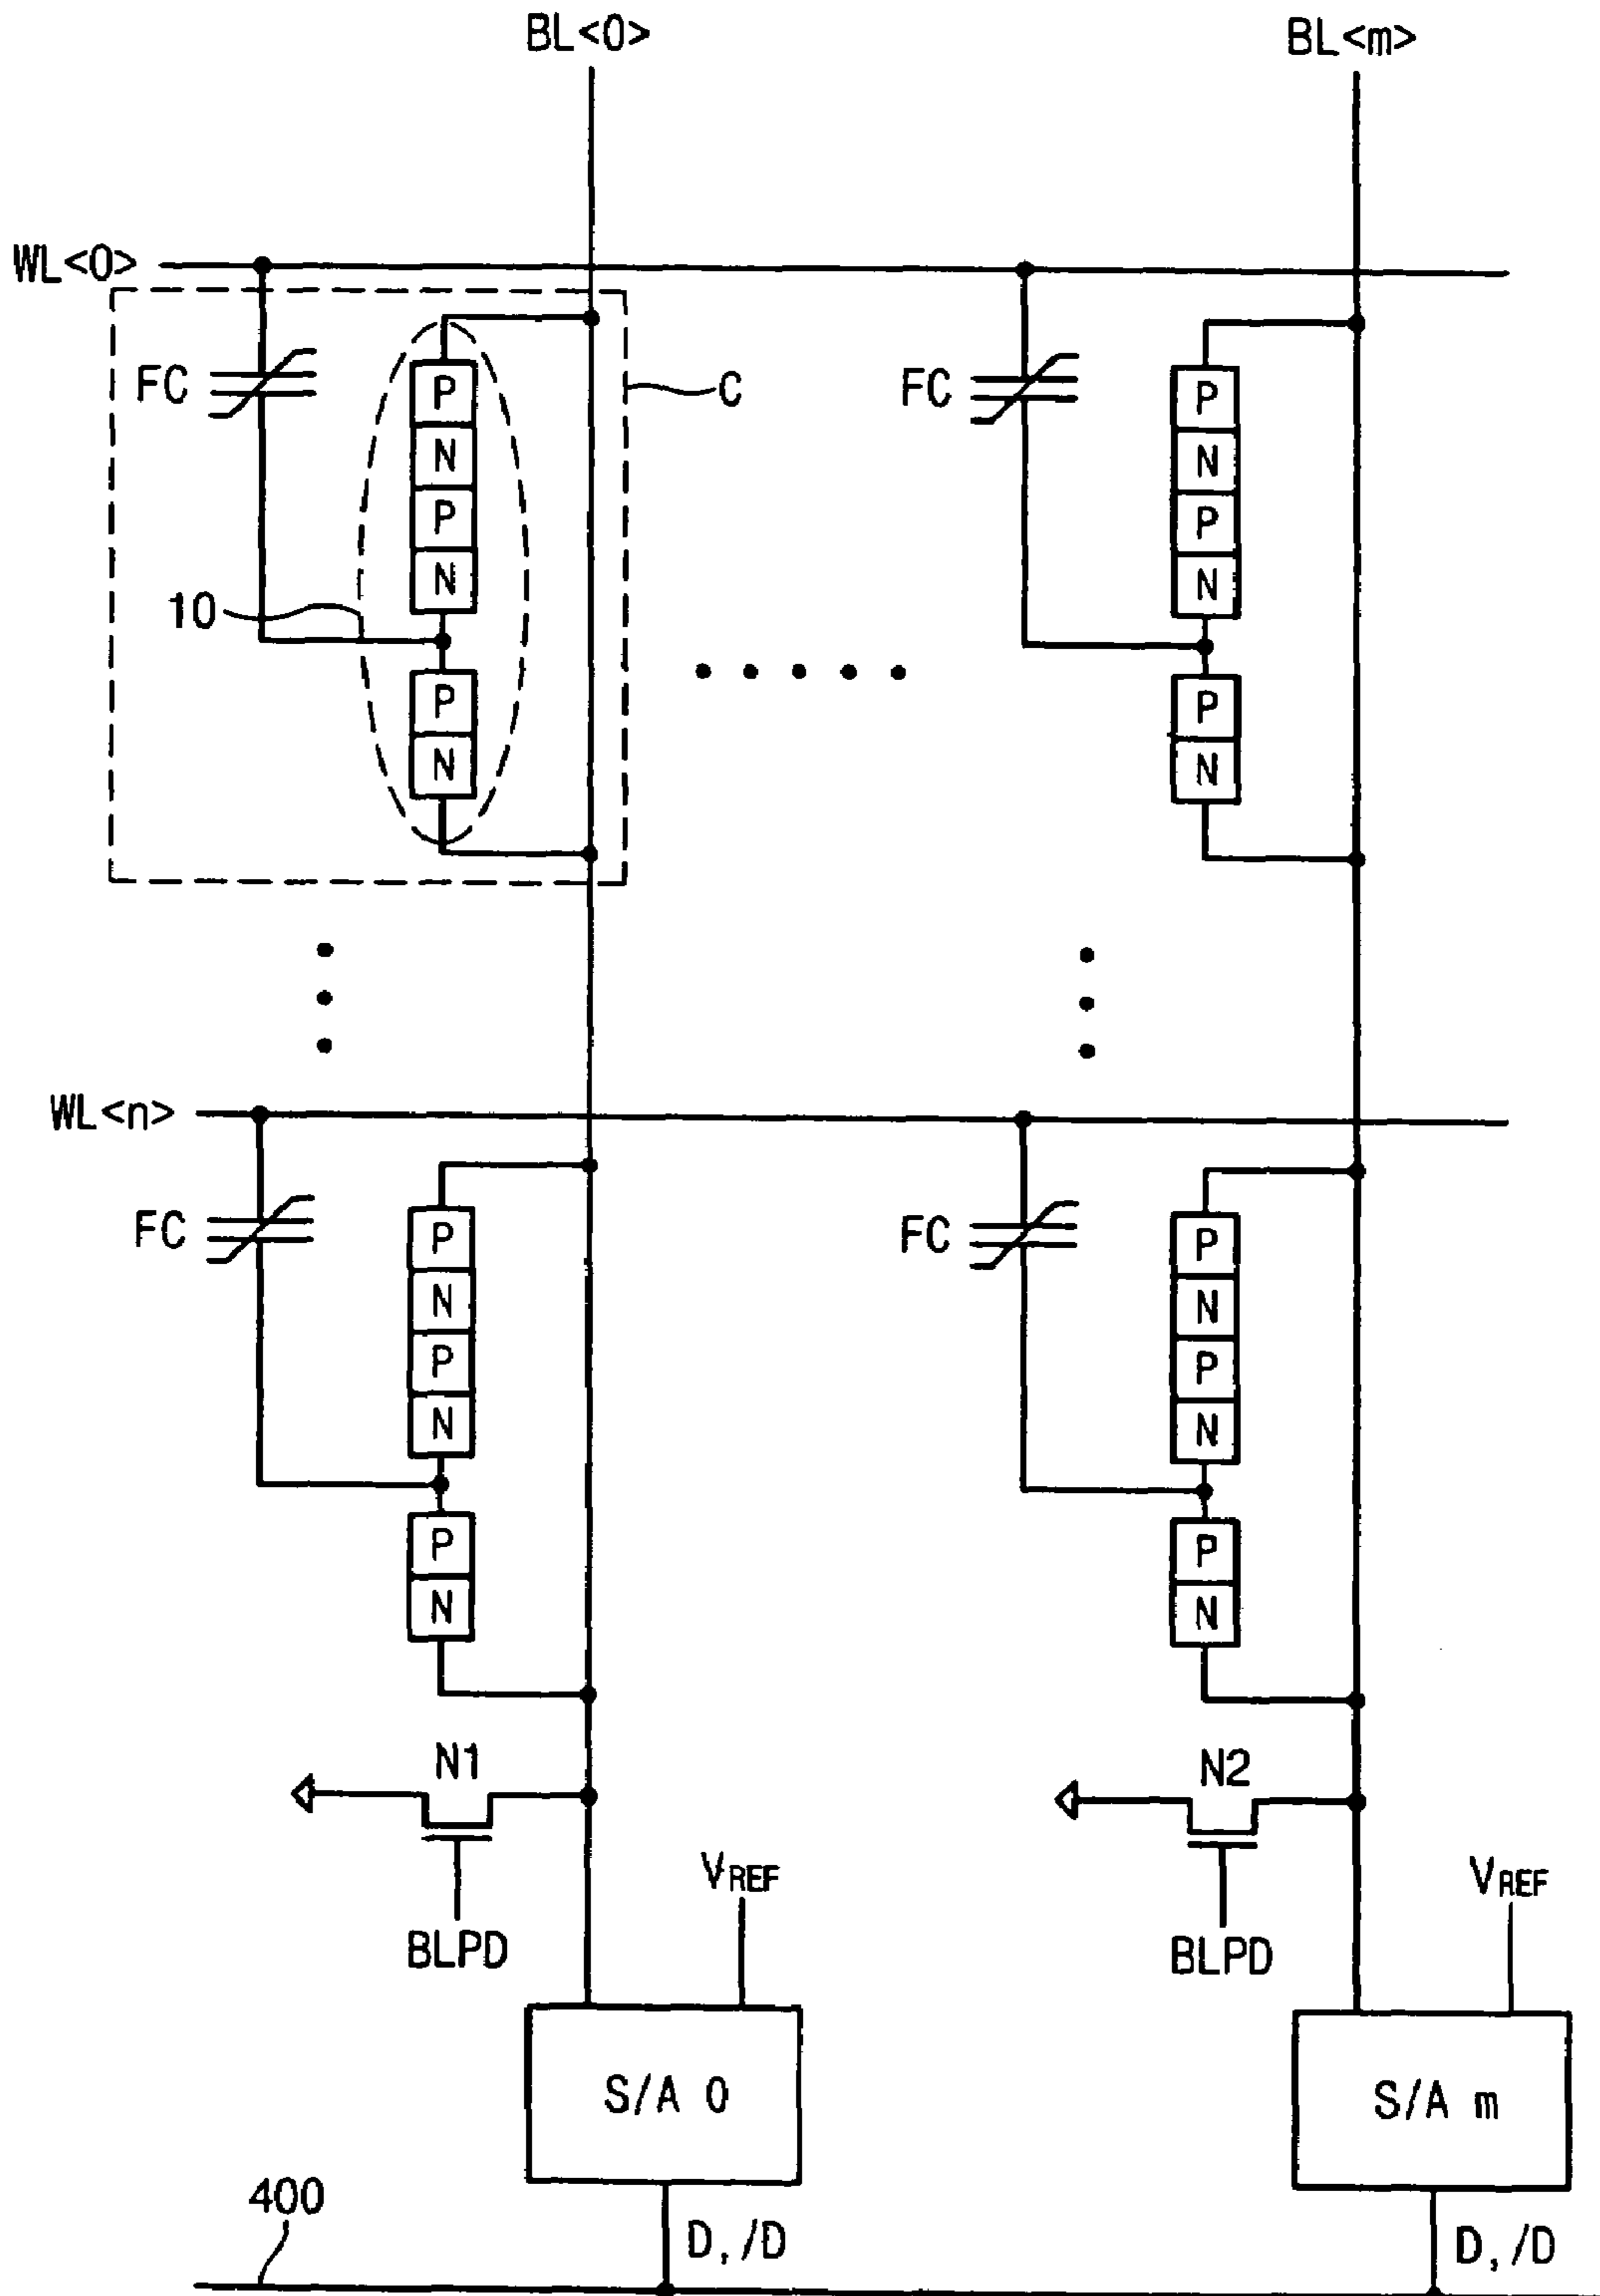 BL<0> BL<m>
WL<0>
FC P C FC P
N N
P P
N N
10
P P
N N
WL<n>
FC P FC P
N N
P P
N N
P P
N N
N1 N2
VREF VREF
BLPD BLPD
S/A 0 S/A m
400
D, /D D, /D